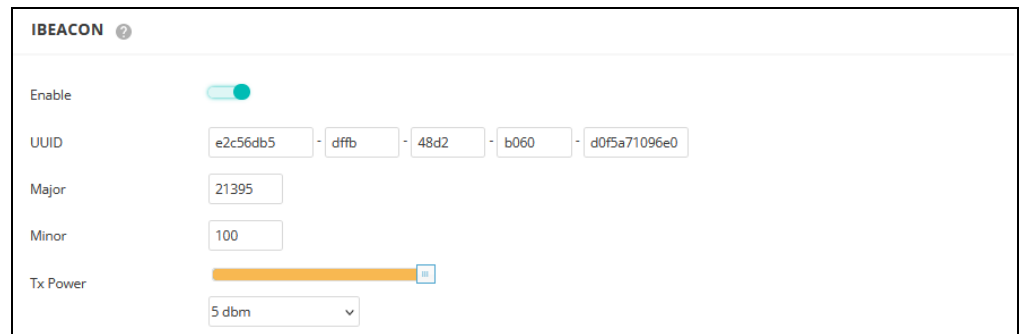 IBEACON ?
Enable
UUID e2c56db5 - dffb - 48d2 - b060 - d0f5a71096e0
Major 21395
Minor 100
Tx Power
5 dbm